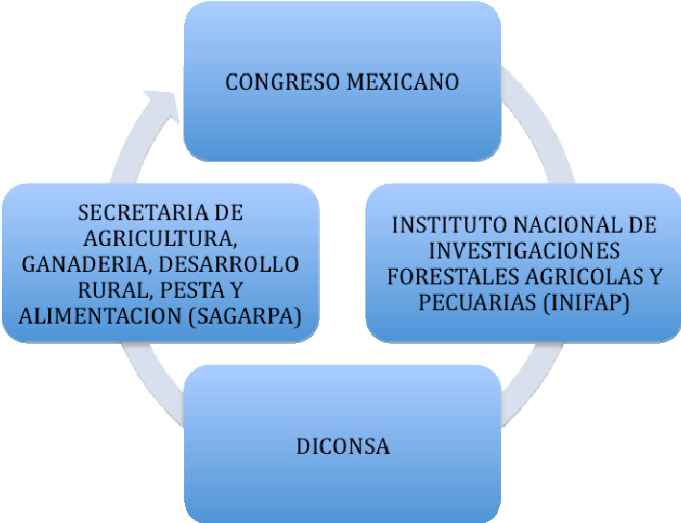 CONGRESO MEXICANO
SECRETARIA DE
AGRICULTURA,
GANADERIA, DESARROLLO
RURAL, PESTA Y
ALIMENTACION (SAGARPA)
INSTITUTO NACIONAL DE
INVESTIGACIONES
FORESTALES AGRICOLAS Y
PECUARIAS (INIFAP)
DICONSA